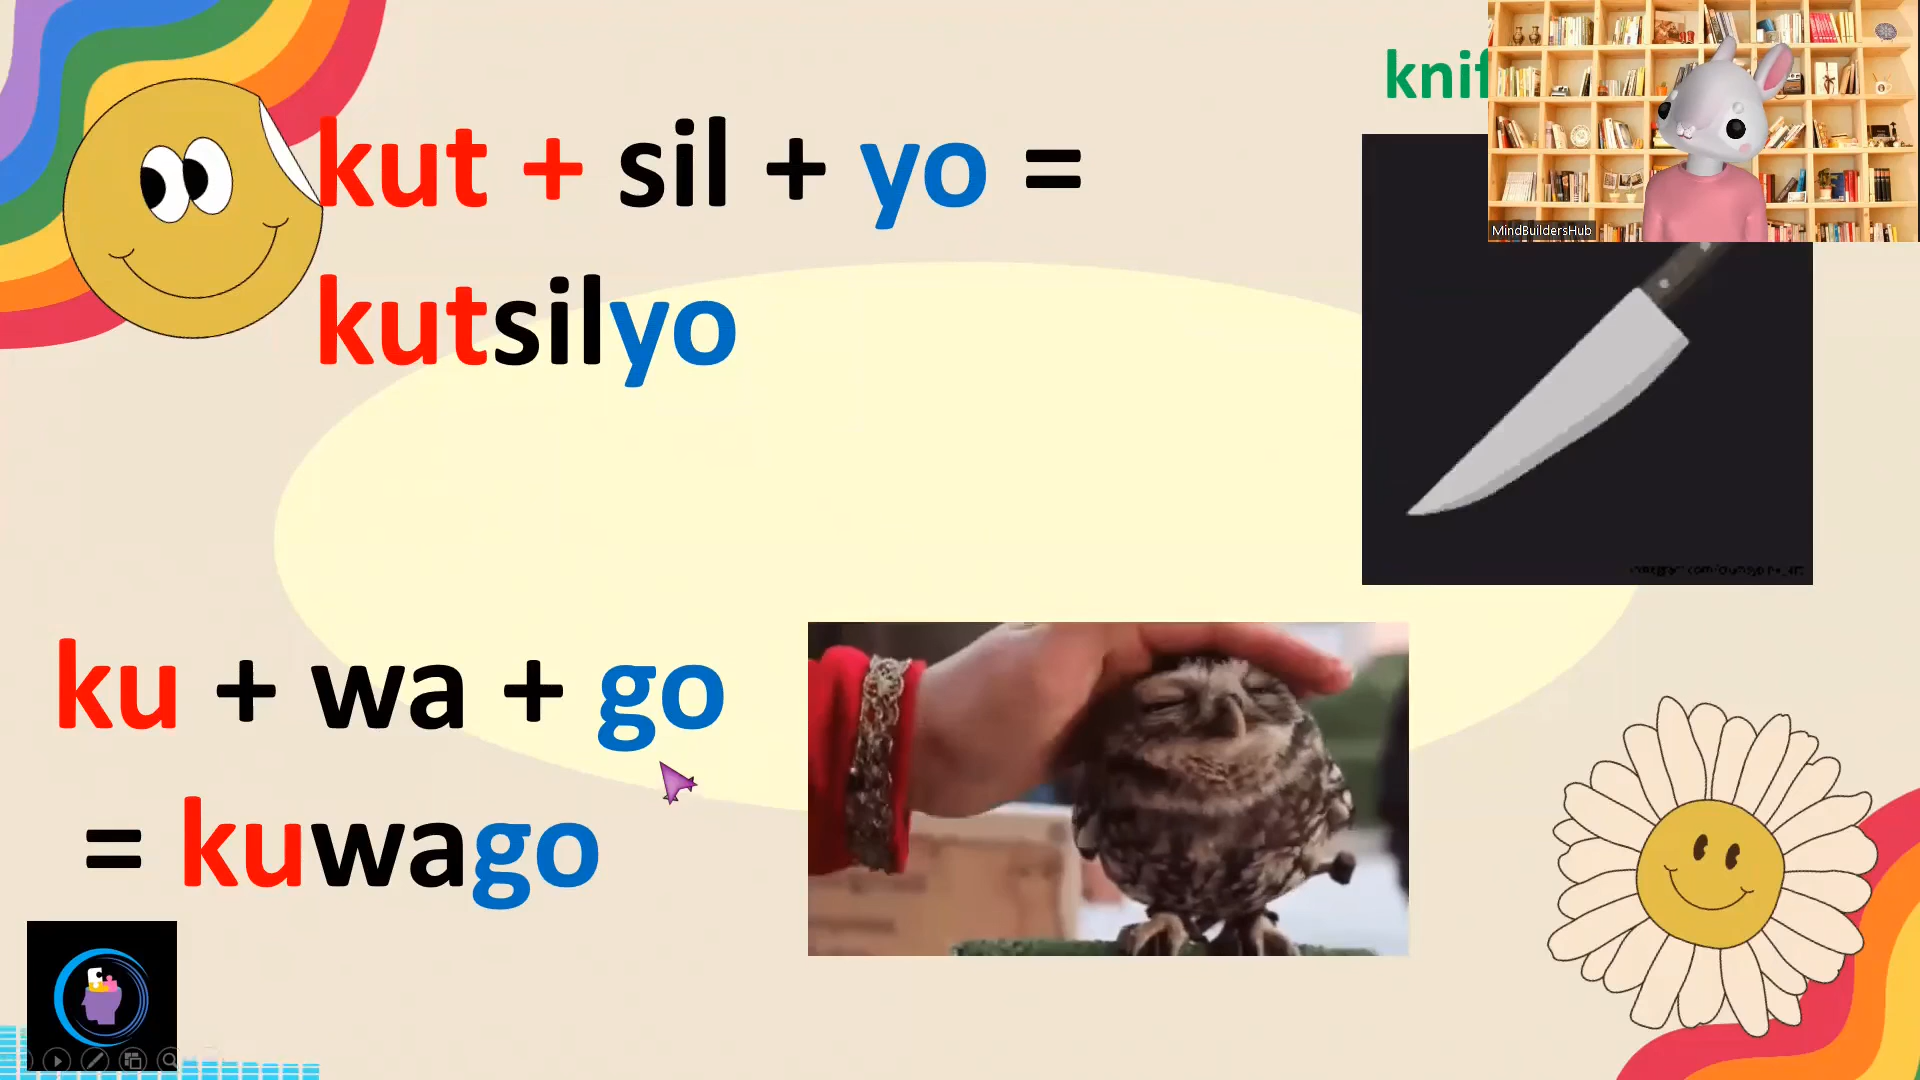 knif
MindBuildersHub
kut + sil + yo =
kutsilyo
ku + wa + go
= kuwago